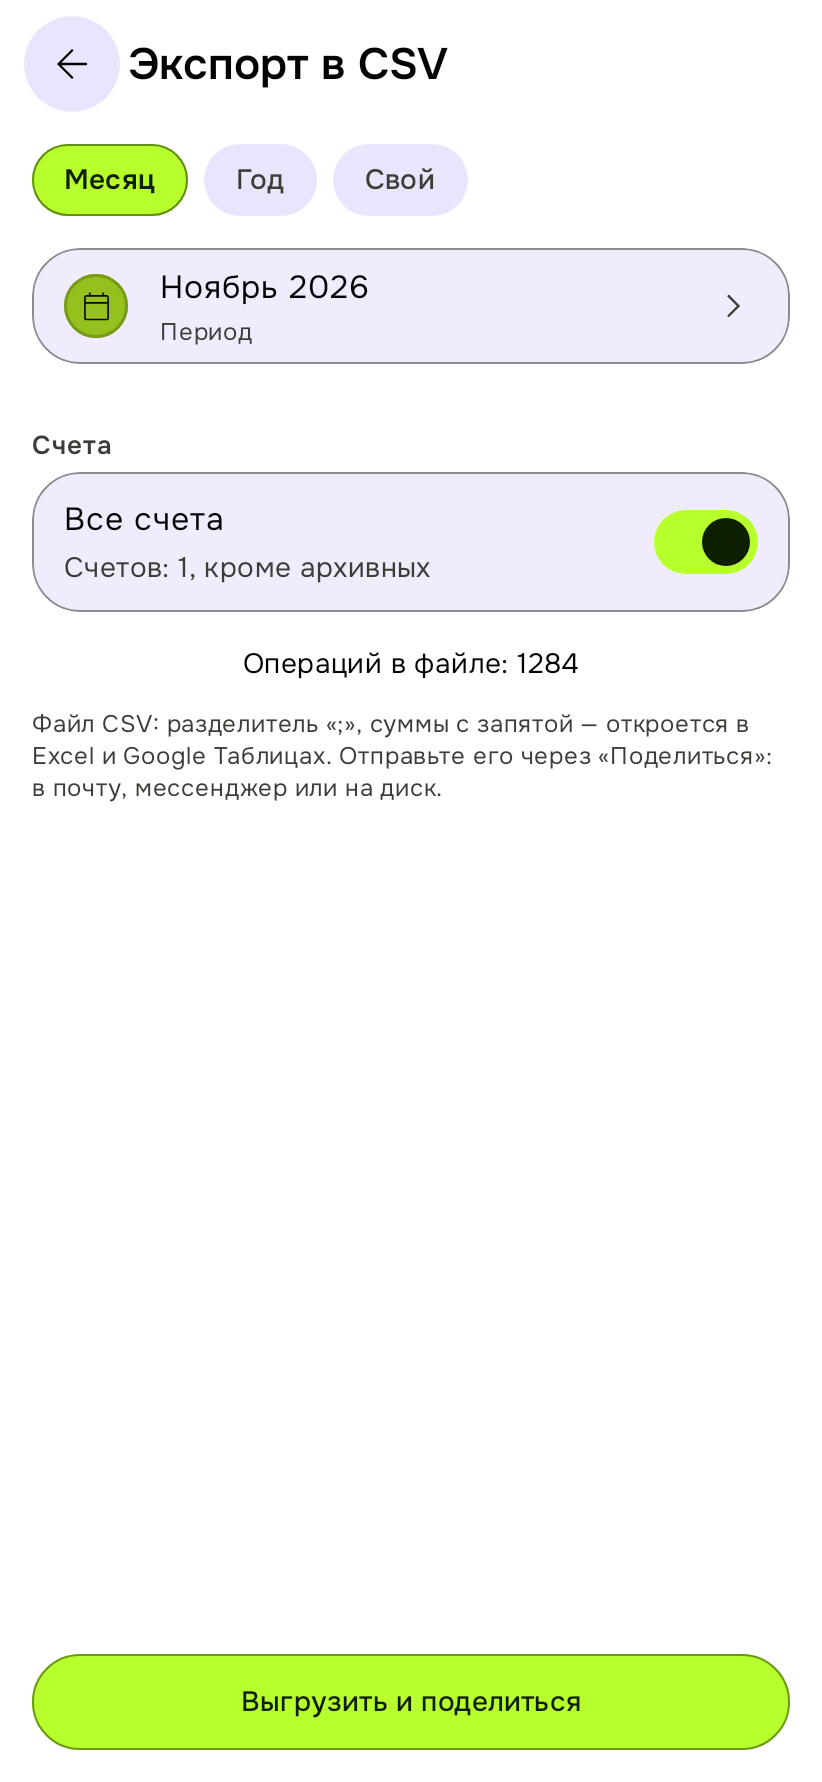 Экспорт в CSV
Месяц
Год
Свой
Ноябрь 2026
Период
Счета
Все счета
Счетов: 1, кроме архивных
Операций в файле: 1284
Файл CSV: разделитель «;», суммы с запятой — откроется в
Excel и Google Таблицах. Отправьте его через «Поделиться»:
в почту, мессенджер или на диск.
Выгрузить и поделиться